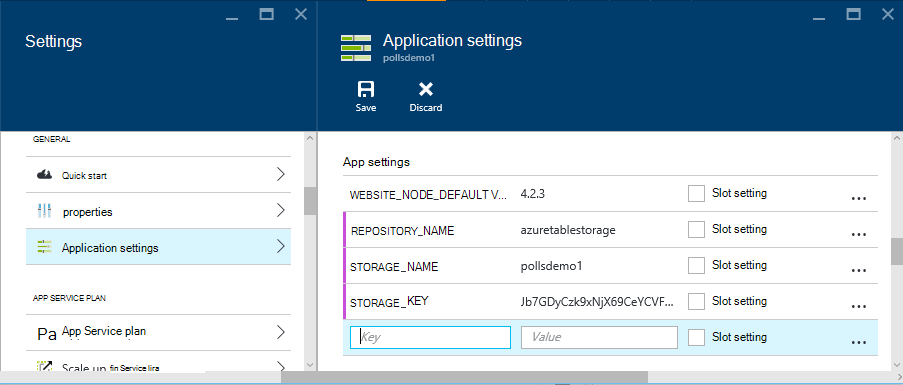 Settings
GENERAL
Quick start
properties
Application settings
APP SERVICE PLAN
Pa App Service plan
Scale up
Application settings
pollsdemo1
Save Discard
App settings
WEBSITE_NODE_DEFAULT V... 4.2.3 Slot setting ...
REPOSITORY_NAME azuretablestorage Slot setting ...
STORAGE_NAME pollsdemo1 Slot setting ...
STORAGE_KEY Jb7GDyCzk9xNjX69CeYCVF... Slot setting ...
Key Value Slot setting ...